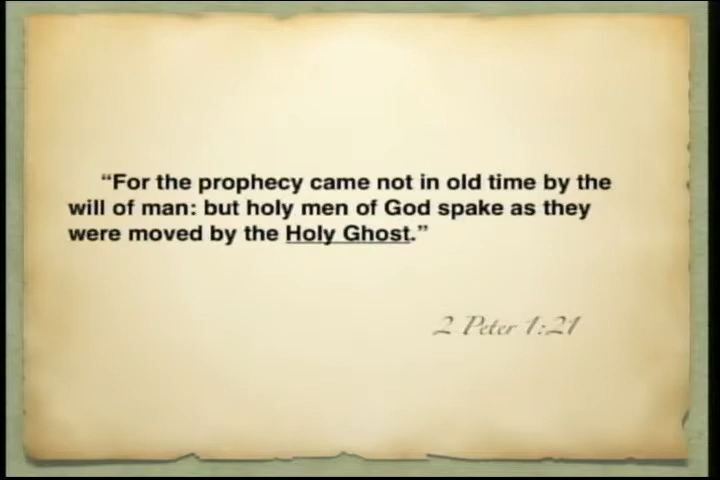 “For the prophecy came not in old time by the
will of man: but holy men of God spake as they
were moved by the Holy Ghost.”
2 Peter 1:21